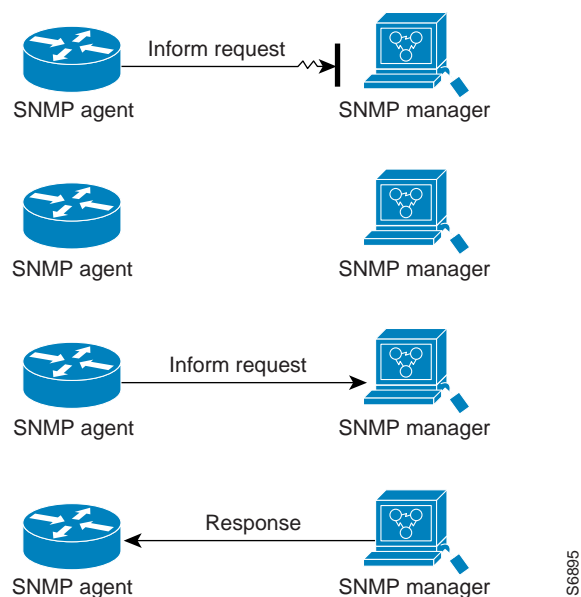 Inform request
SNMP agent
SNMP manager
SNMP agent
SNMP manager
Inform request
SNMP agent
SNMP manager
Response
SNMP agent
SNMP manager
S6895